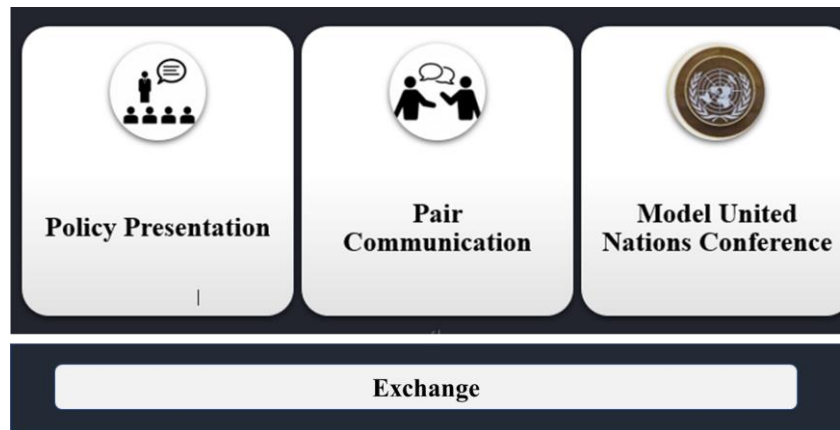 Policy Presentation
Pair
Communication
Model United
Nations Conference
Exchange